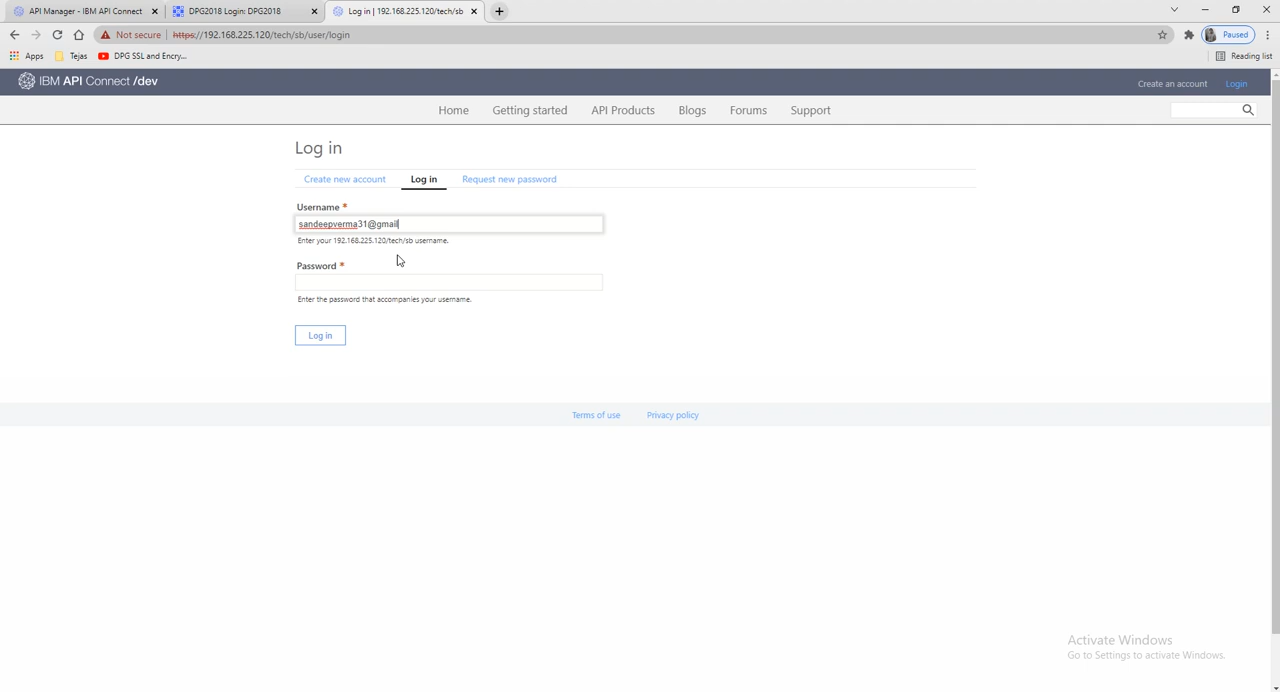 API Manager - IBM API Connect
DPG2018 Login: DPG2018
Log in | 192.168.225.120/tech/sb
Not secure
https://192.168.225.120/tech/sb/user/login
Paused
Apps
Tejas
DPG SSL and Encry...
Reading list
IBM API Connect /dev
Create an account
Login
Home
Getting started
API Products
Blogs
Forums
Support
Log in
Create new account
Log in
Request new password
Username *
sandeepverma31@gmail
Enter your 192.168.225.120/tech/sb username.
Password *
Enter the password that accompanies your username.
Log in
Terms of use
Privacy policy
Activate Windows
Go to Settings to activate Windows.